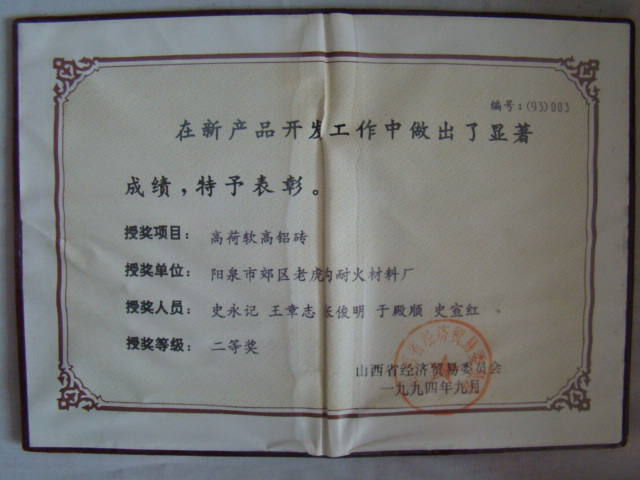 编号：(93)003
在新产品开发工作中做出了显著
成绩，特予表彰。
授奖项目： 高荷软高铝砖
授奖单位： 阳泉市郊区老虎沟耐火材料厂
授奖人员： 史永记 王章志 张俊明 于殿顺 史宣红
授奖等级： 二等奖
山西省经济贸易委员会
一九九四年九月